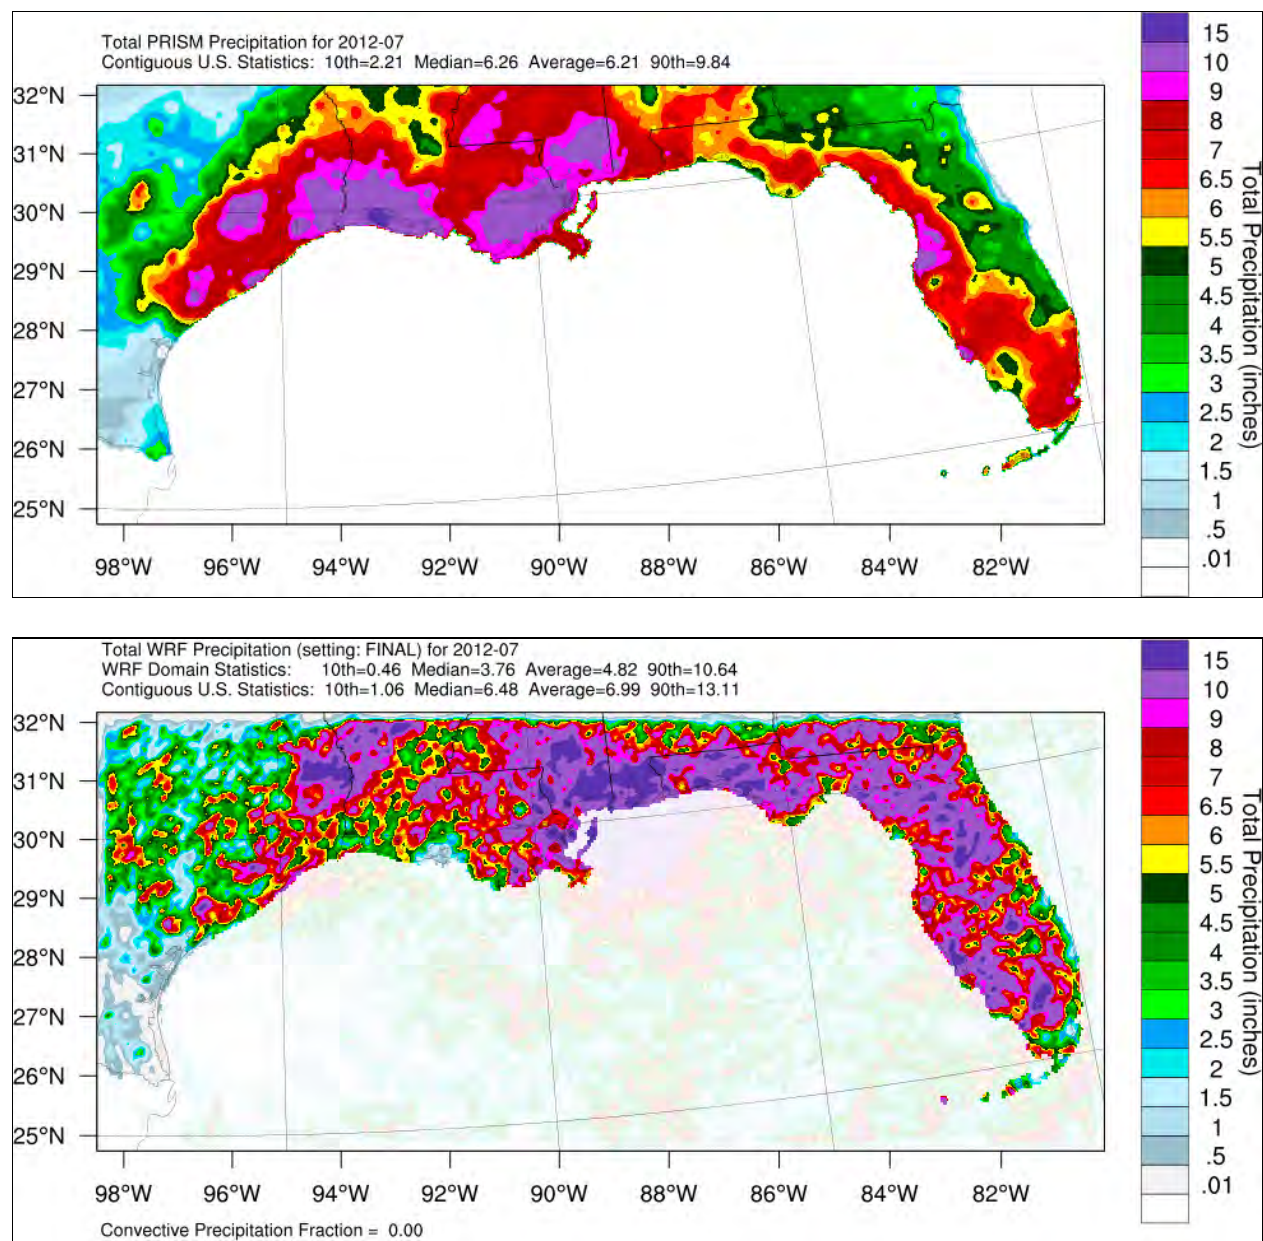 Total PRISM Precipitation for 2012-07
Contiguous U.S. Statistics: 10th=2.21 Median=6.26 Average=6.21 90th=9.84
32°N
31°N
30°N
29°N
28°N
27°N
26°N
25°N
98°W 96°W 94°W 92°W 90°W 88°W 86°W 84°W 82°W
15
10
9
8
7
6.5
6
5.5
5
4.5
4
3.5
3
2.5
2
1.5
1
.5
.01
Total Precipitation (inches)
Total WRF Precipitation (setting: FINAL) for 2012-07
WRF Domain Statistics: 10th=0.46 Median=3.76 Average=4.82 90th=10.64
Contiguous U.S. Statistics: 10th=1.06 Median=6.48 Average=6.99 90th=13.11
32°N
31°N
30°N
29°N
28°N
27°N
26°N
25°N
98°W 96°W 94°W 92°W 90°W 88°W 86°W 84°W 82°W
15
10
9
8
7
6.5
6
5.5
5
4.5
4
3.5
3
2.5
2
1.5
1
.5
.01
Total Precipitation (inches)
Convective Precipitation Fraction = 0.00